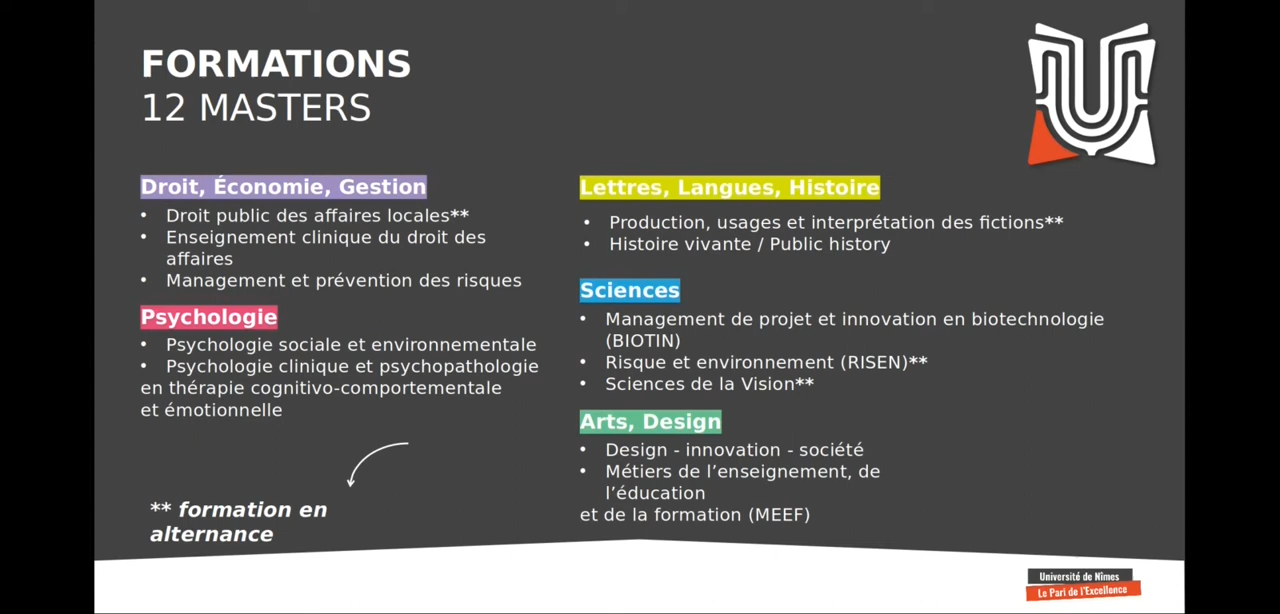 FORMATIONS
12 MASTERS
Droit, Économie, Gestion
• Droit public des affaires locales**
• Enseignement clinique du droit des
affaires
• Management et prévention des risques
Psychologie
• Psychologie sociale et environnementale
• Psychologie clinique et psychopathologie
en thérapie cognitivo-comportementale
et émotionnelle
** formation en
alternance
Lettres, Langues, Histoire
• Production, usages et interprétation des fictions**
• Histoire vivante / Public history
Sciences
• Management de projet et innovation en biotechnologie
(BIOTIN)
• Risque et environnement (RISEN)**
• Sciences de la Vision**
Arts, Design
• Design - innovation - société
• Métiers de l’enseignement, de
l’éducation
et de la formation (MEEF)
Université de Nîmes
Le Pari de l'Excellence